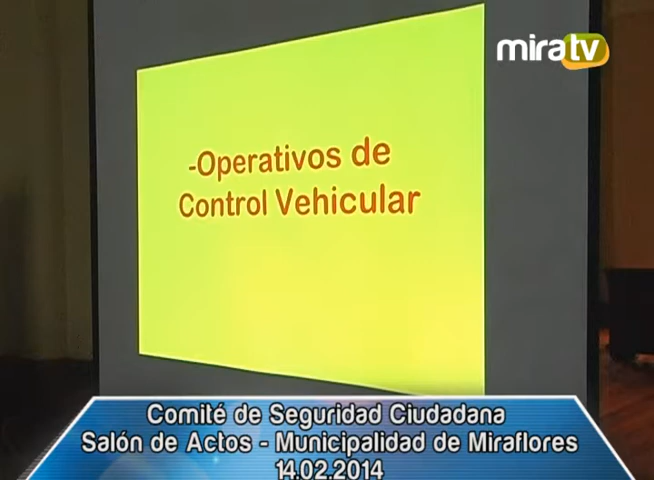 miratv
-Operativos de
Control Vehicular
Comité de Seguridad Ciudadana
Salón de Actos - Municipalidad de Miraflores
14.02.2014